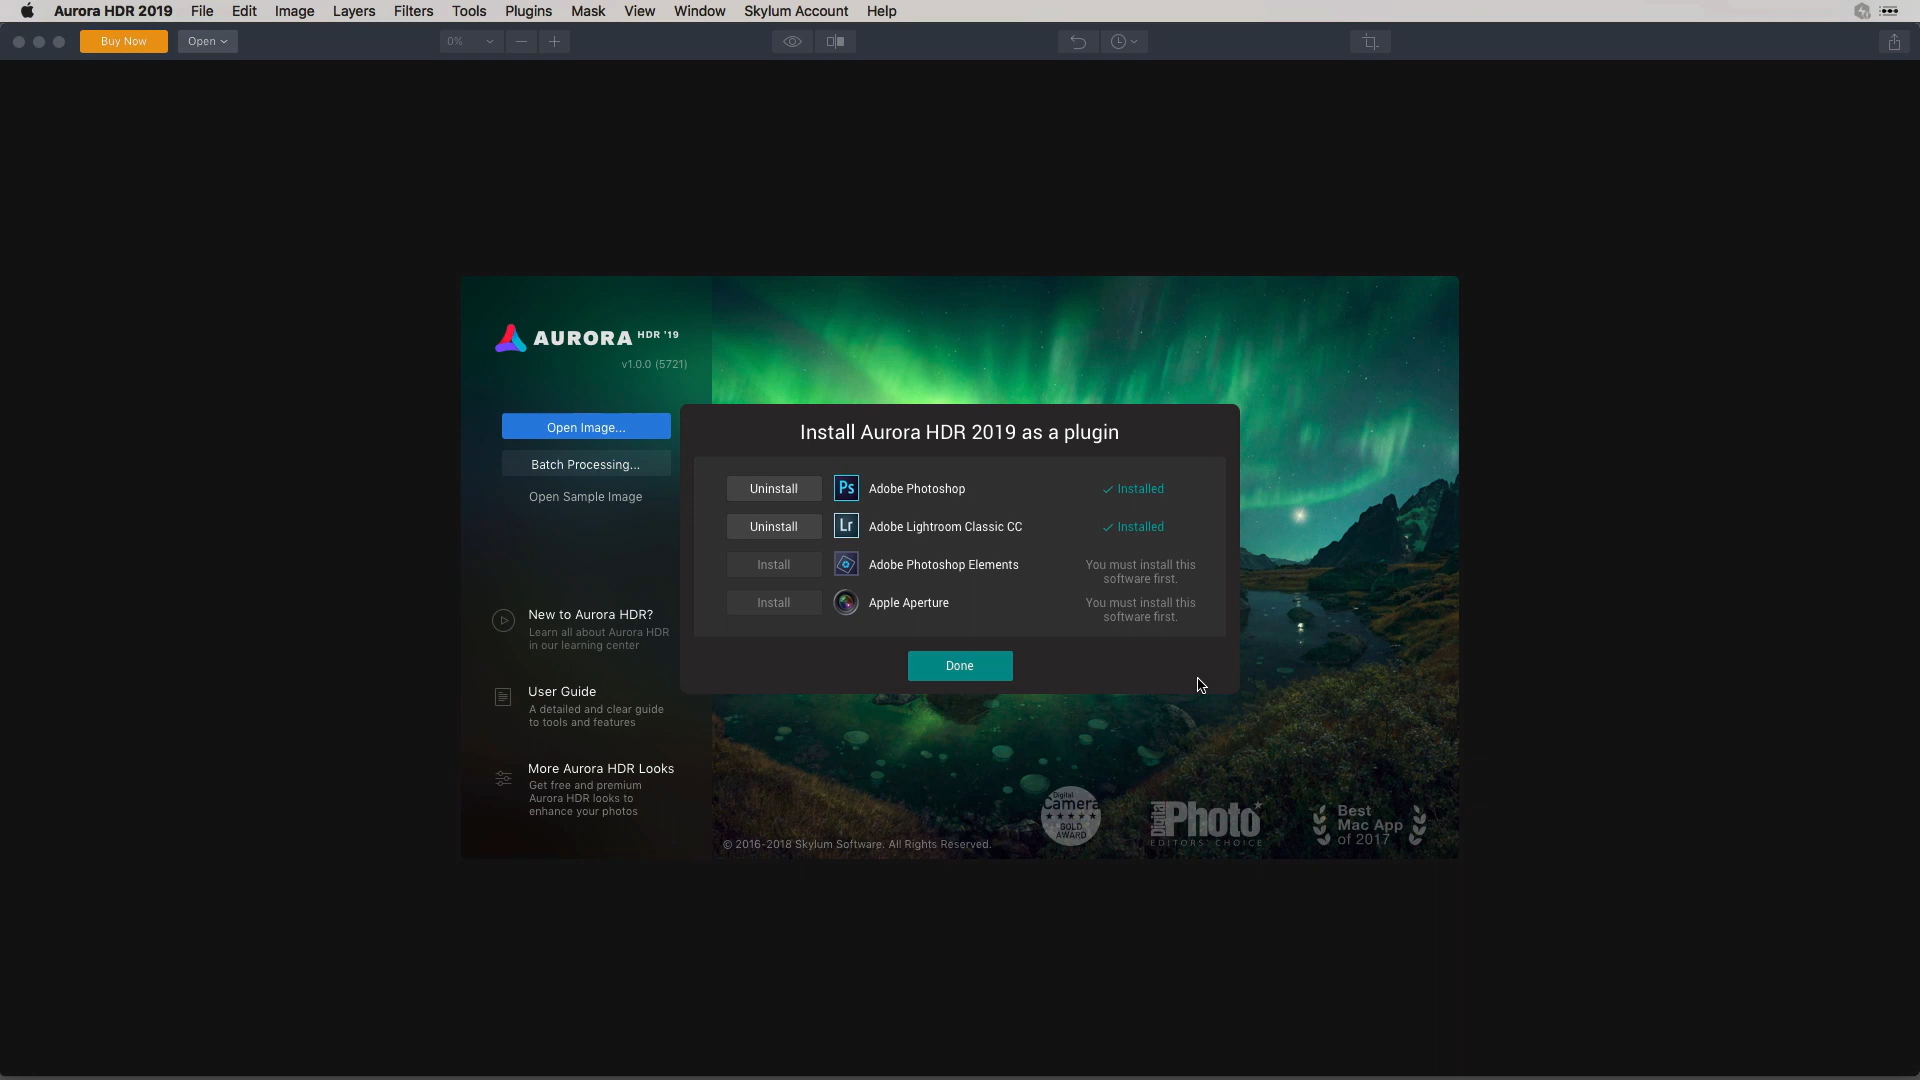 Aurora HDR 2019 File Edit Image Layers Filters Tools Plugins Mask View Window Skylum Account Help
Buy Now Open 0%
AURORA HDR '19
v1.0.0 (5721)
Open Image...
Batch Processing...
Open Sample Image
New to Aurora HDR?
Learn all about Aurora HDR
in our learning center
User Guide
A detailed and clear guide
to tools and features
More Aurora HDR Looks
Get free and premium
Aurora HDR looks to
enhance your photos
Install Aurora HDR 2019 as a plugin
Uninstall Ps Adobe Photoshop Installed
Uninstall Lr Adobe Lightroom Classic CC Installed
Install Adobe Photoshop Elements You must install this
software first.
Install Apple Aperture You must install this
software first.
Done
© 2016-2018 Skylum Software. All Rights Reserved.
Digital
Camera
GOLD
AWARD
Digital Photo
EDITORS' CHOICE
Best
Mac App
of 2017